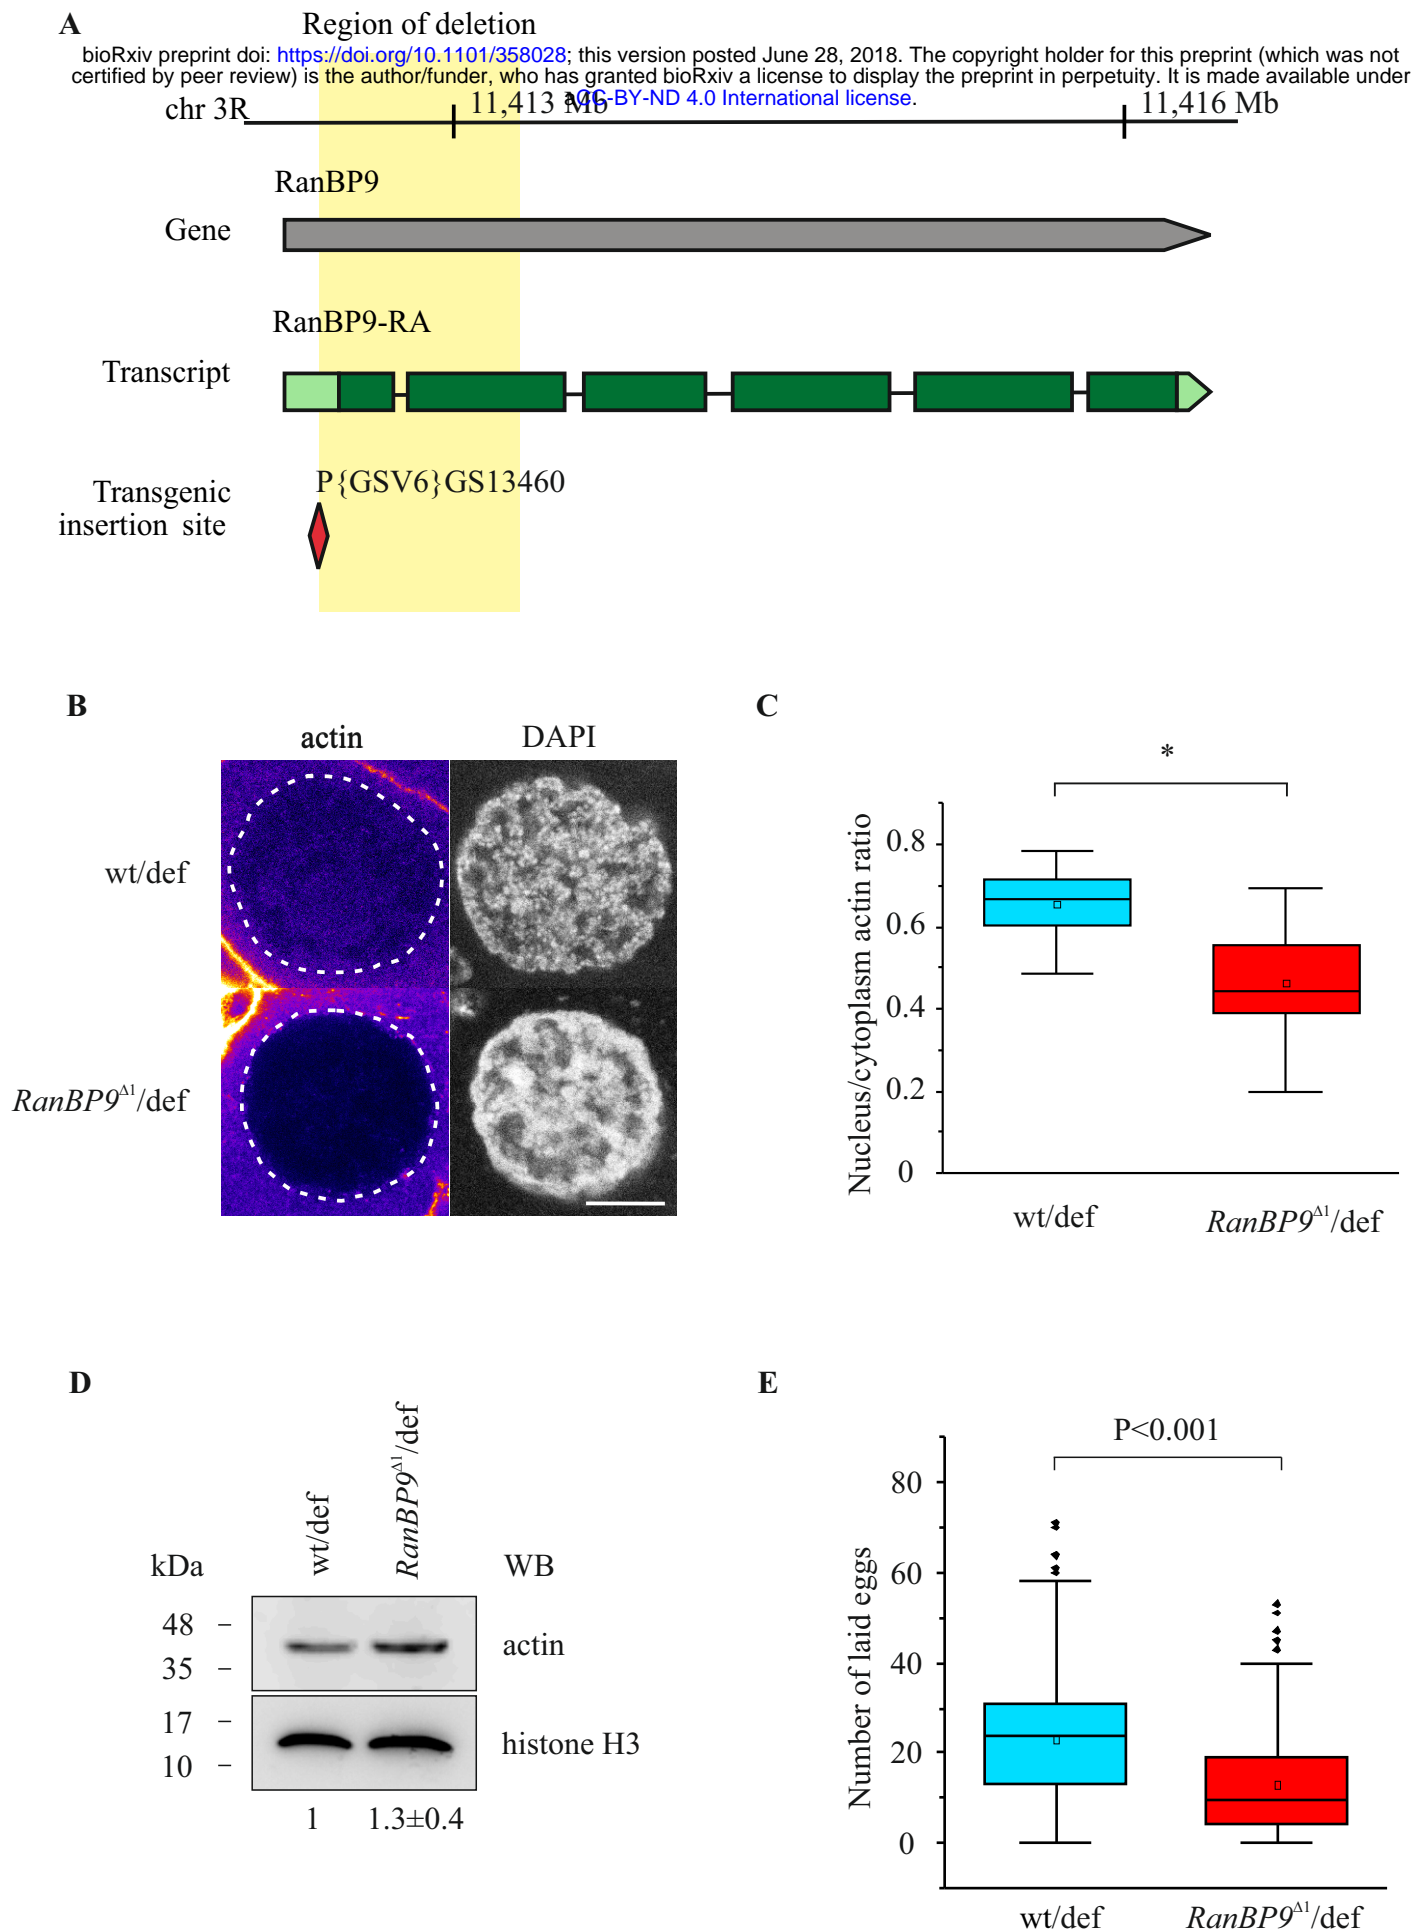 A
Region of deletion
bioRxiv preprint doi: https://doi.org/10.1101/358028; this version posted June 28, 2018. The copyright holder for this preprint (which was not
certified by peer review) is the author/funder, who has granted bioRxiv a license to display the preprint in perpetuity. It is made available under
aCC-BY-ND 4.0 International license.
chr 3R
11,413 Mb
11,416 Mb
RanBP9
Gene
RanBP9-RA
Transcript
P{GSV6}GS13460
Transgenic
insertion site
B
actin
DAPI
wt/def
RanBP9Δ1/def
C
*
Nucleus/cytoplasm actin ratio
0.8
0.6
0.4
0.2
0
wt/def
RanBP9Δ1/def
D
wt/def
RanBP9Δ1/def
kDa
WB
48
35
actin
17
10
histone H3
1
1.3±0.4
E
P<0.001
Number of laid eggs
80
60
40
20
0
wt/def
RanBP9Δ1/def